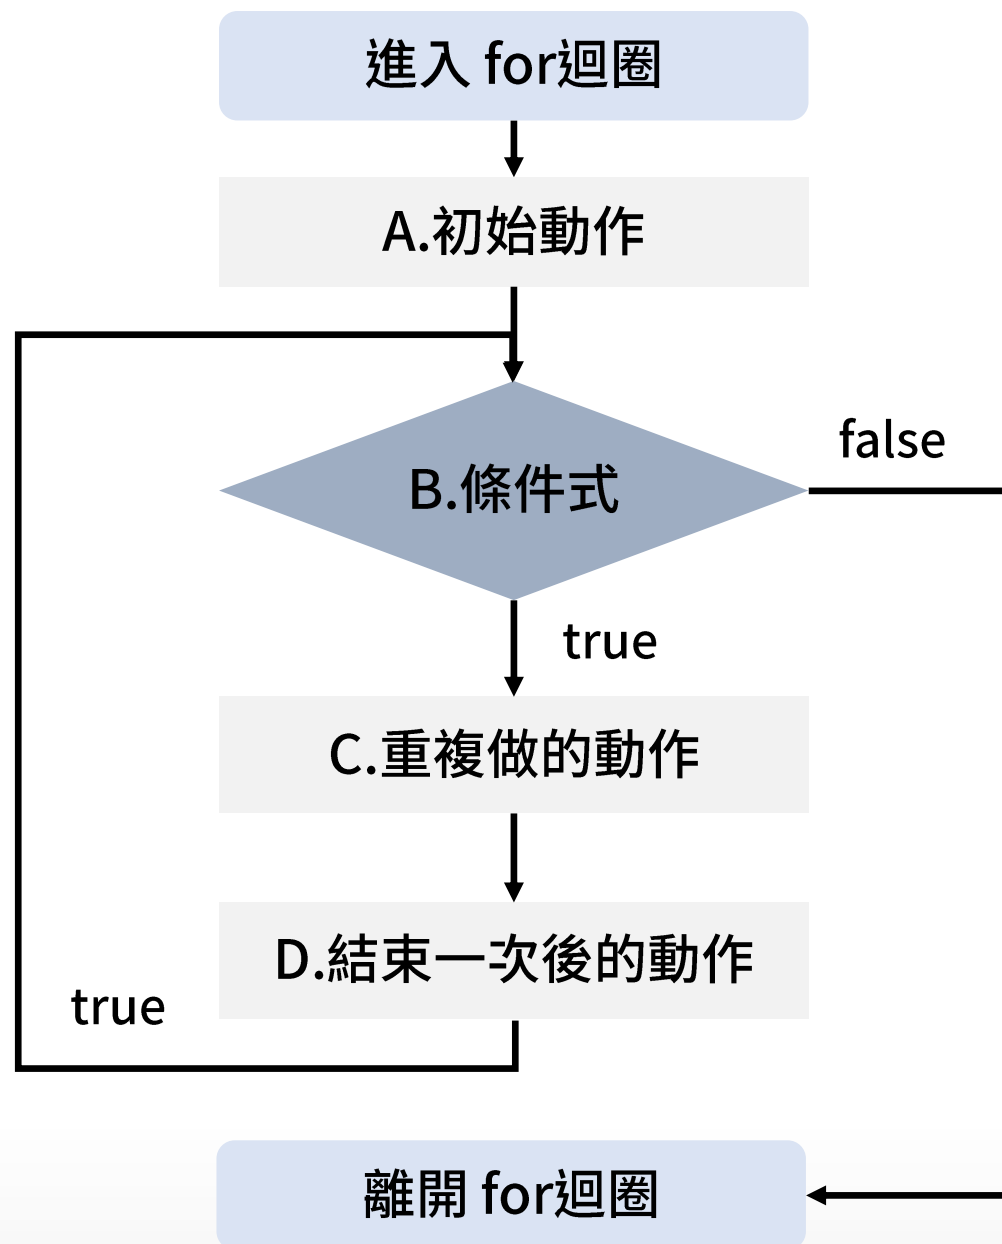 進入 for迴圈
A.初始動作
B.條件式
false
true
C.重複做的動作
D.結束一次後的動作
true
離開 for迴圈